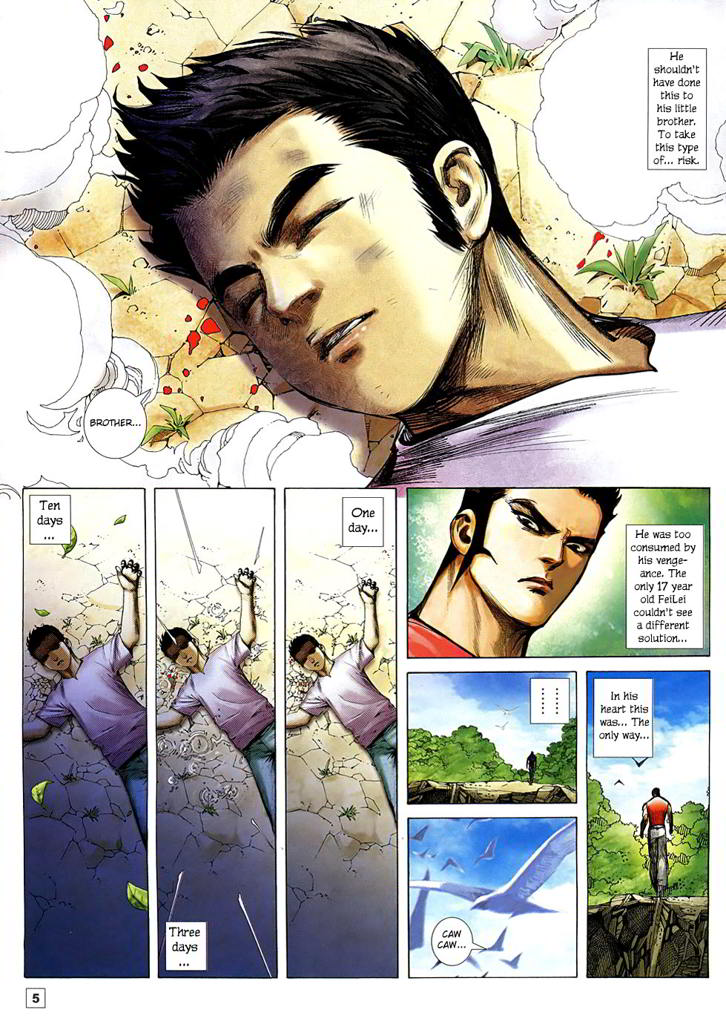 He
shouldn't
have done
this to
his little
brother.
To take
this type
of... risk.
BROTHER...
He was too
consumed by
his venge-
ance. The
only 17 year
old FeiLei
couldn't see
a different
solution...
In his
heart this
was... The
only way...
......
CAW
CAW...
One
day...
Three
days
...
Ten
days
...
5